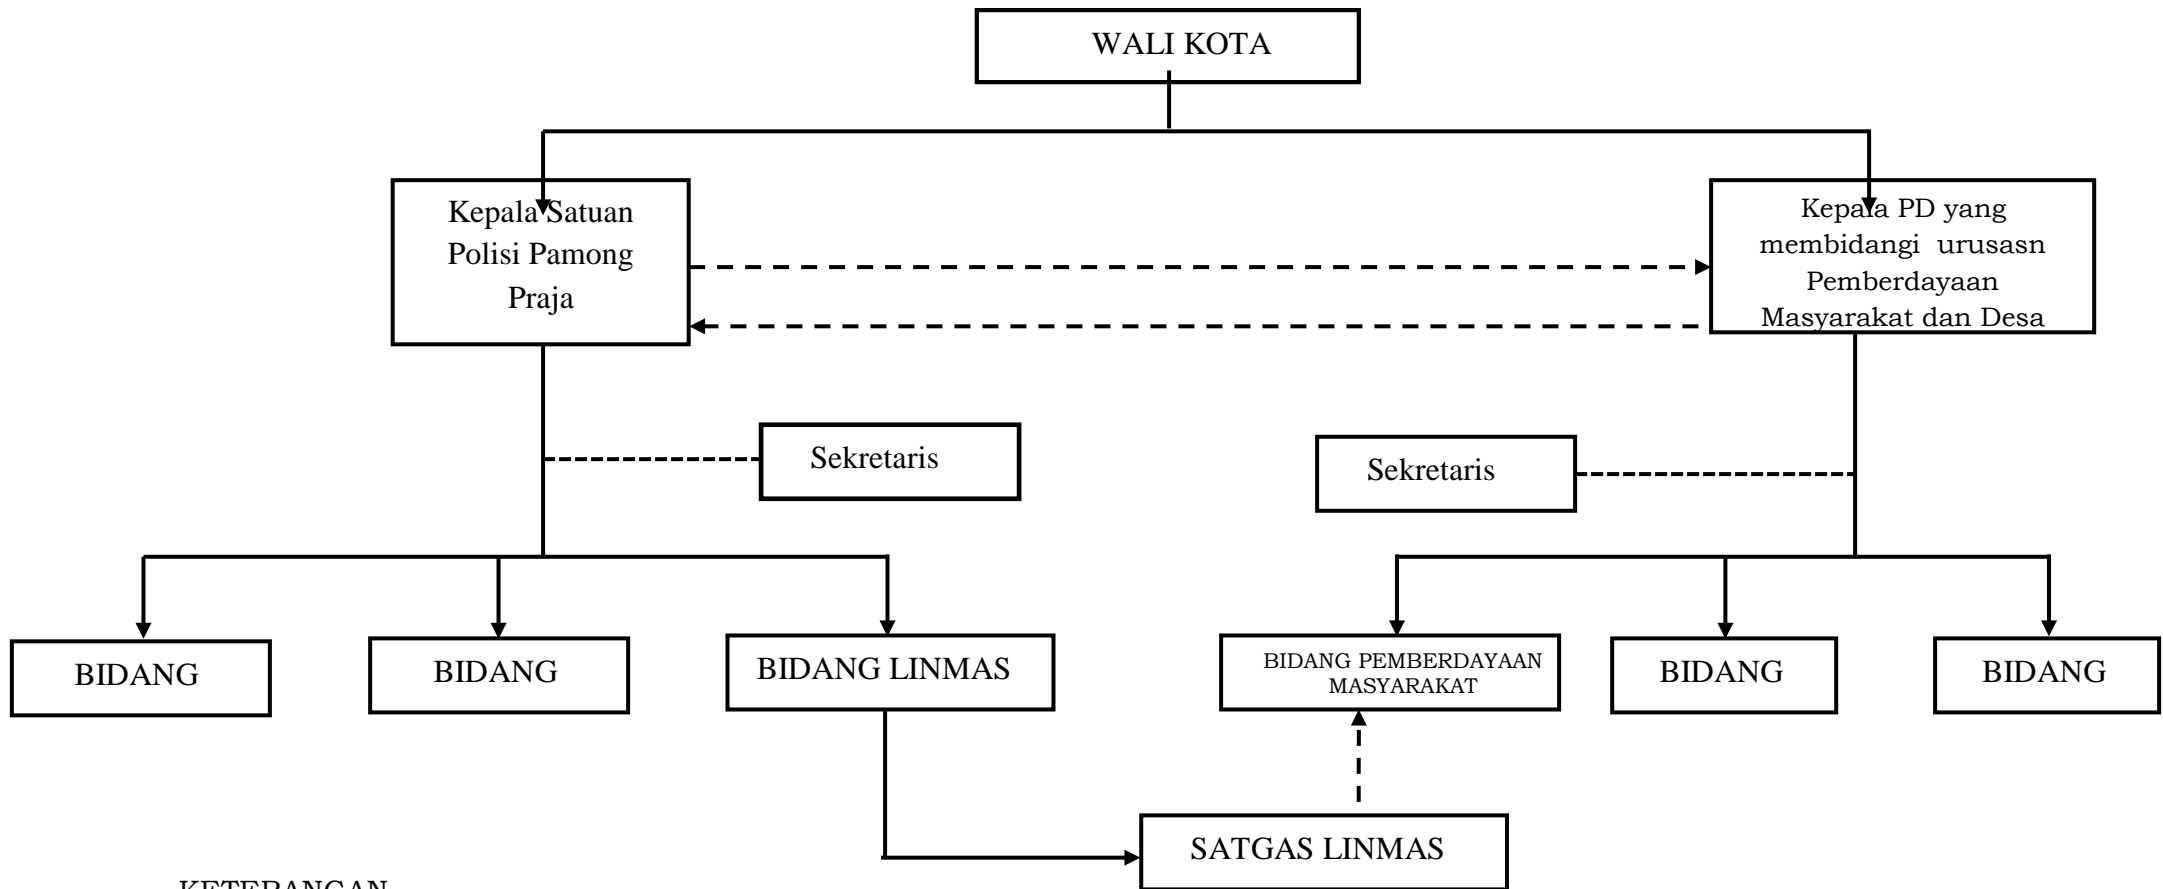 WALI KOTA
Kepala Satuan
Polisi Pamong
Praja
Kepala PD yang
membidangi urusasn
Pemberdayaan
Masyarakat dan Desa
Sekretaris
Sekretaris
BIDANG
BIDANG
BIDANG LINMAS
BIDANG PEMBERDAYAAN
MASYARAKAT
BIDANG
BIDANG
SATGAS LINMAS
KETERANGAN